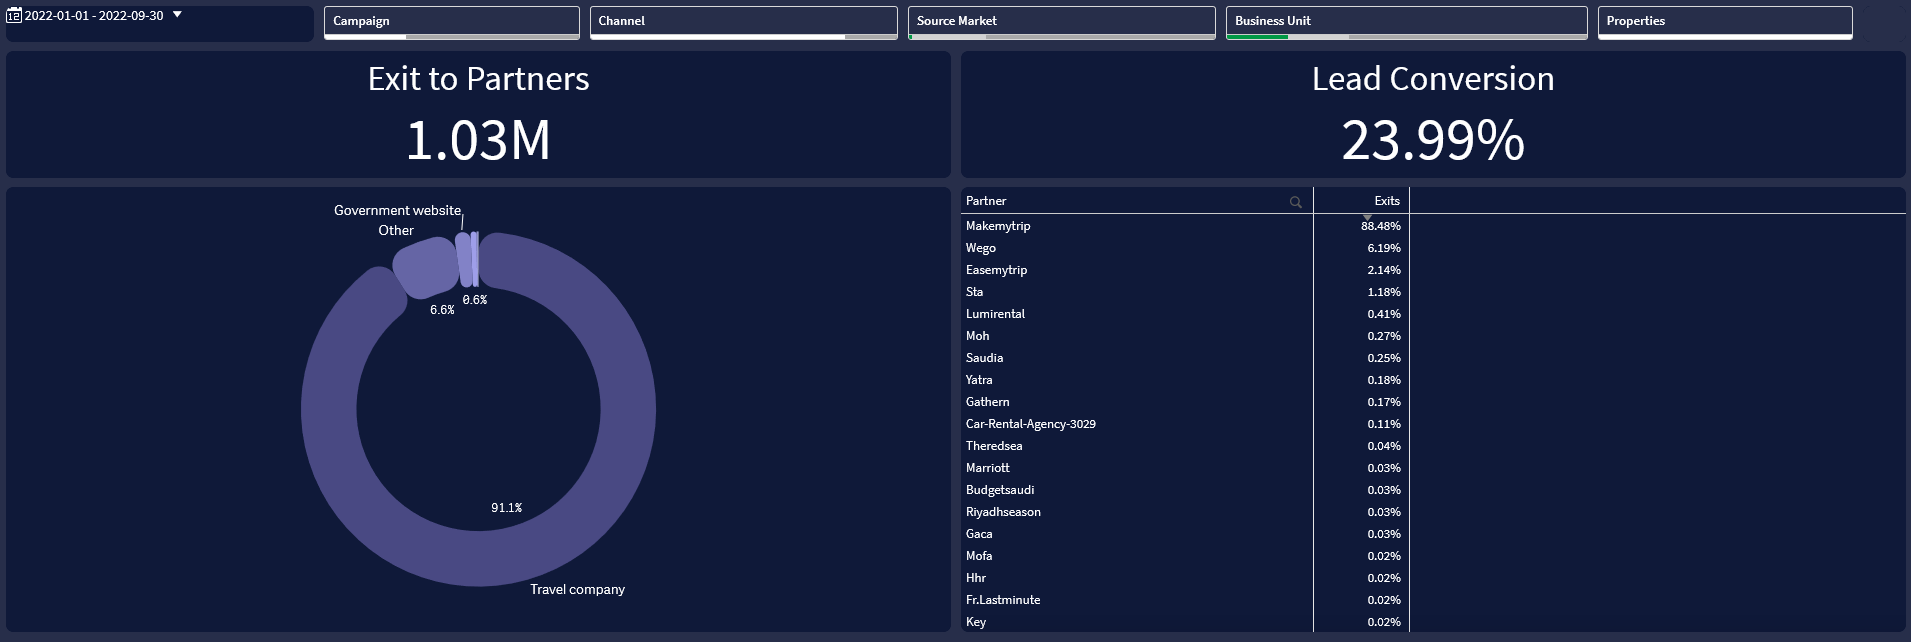 2022-01-01 - 2022-09-30
Campaign
Channel
Source Market
Business Unit
Properties
Exit to Partners
1.03M
Lead Conversion
23.99%
Government website
Other
6.6%
0.6%
91.1%
Travel company
Partner Exits
Makemytrip 88.48%
Wego 6.19%
Easemytrip 2.14%
Sta 1.18%
Lumirental 0.41%
Moh 0.27%
Saudia 0.25%
Yatra 0.18%
Gathern 0.17%
Car-Rental-Agency-3029 0.11%
Theredsea 0.04%
Marriott 0.03%
Budgetsaudi 0.03%
Riyadhseason 0.03%
Gaca 0.03%
Mofa 0.02%
Hhr 0.02%
Fr.Lastminute 0.02%
Key 0.02%